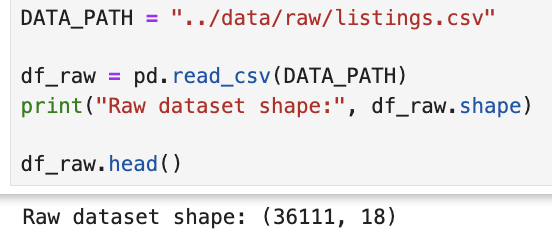 DATA_PATH = "../data/raw/listings.csv"
df_raw = pd.read_csv(DATA_PATH)
print("Raw dataset shape:", df_raw.shape)
df_raw.head()
Raw dataset shape: (36111, 18)